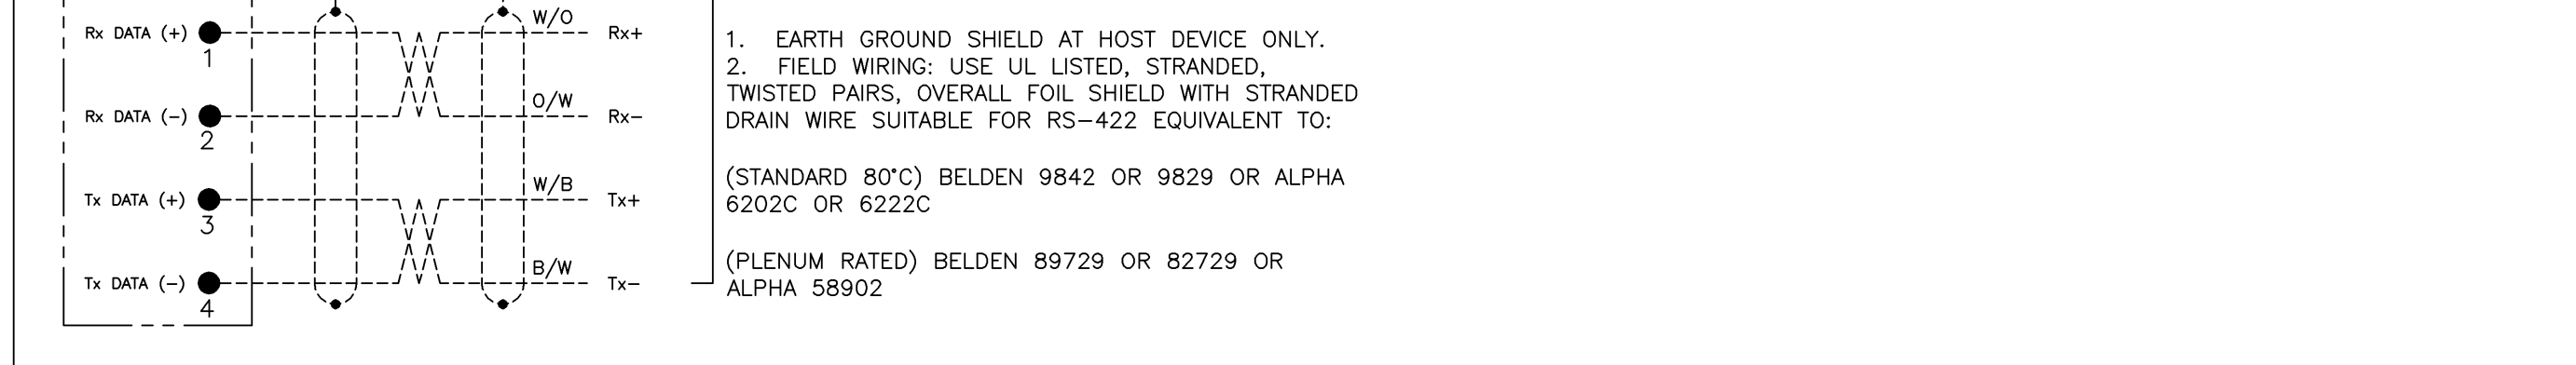 W/O
Rx DATA (+) Rx+
1
O/W
Rx DATA (-) Rx-
2
W/B
Tx DATA (+) Tx+
3
B/W
Tx DATA (-) Tx-
4
1. EARTH GROUND SHIELD AT HOST DEVICE ONLY.
2. FIELD WIRING: USE UL LISTED, STRANDED,
TWISTED PAIRS, OVERALL FOIL SHIELD WITH STRANDED
DRAIN WIRE SUITABLE FOR RS-422 EQUIVALENT TO:
(STANDARD 80°C) BELDEN 9842 OR 9829 OR ALPHA
6202C OR 6222C
(PLENUM RATED) BELDEN 89729 OR 82729 OR
ALPHA 58902